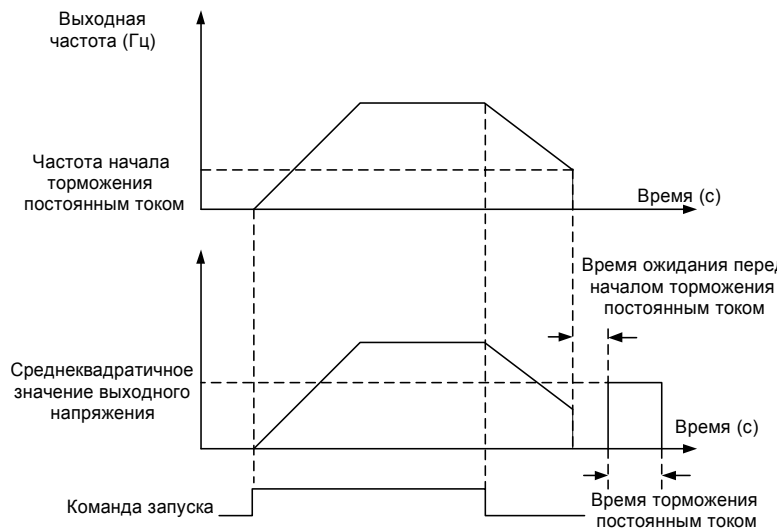 Выходная
частота (Гц)
Частота начала
торможения
постоянным током
Время (с)
Время ожидания перед
началом торможения
постоянным током
Среднеквадратичное
значение выходного
напряжения
Время (с)
Команда запуска
Время торможения
постоянным током